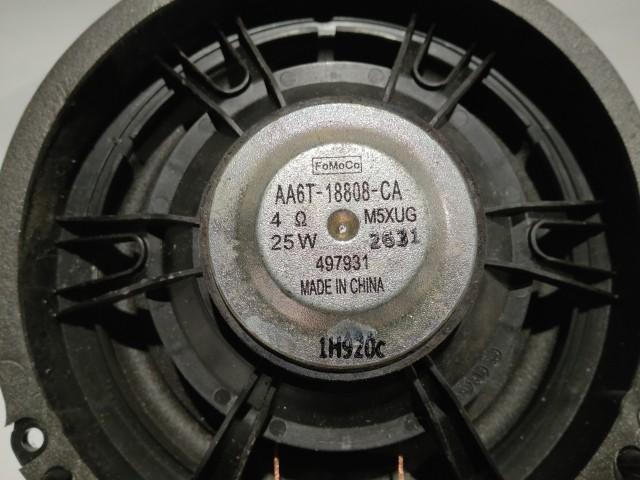 FoMoCo
AA6T-18808-CA
4 Ω M5XUG
25W 2631
497931
MADE IN CHINA
1H920c